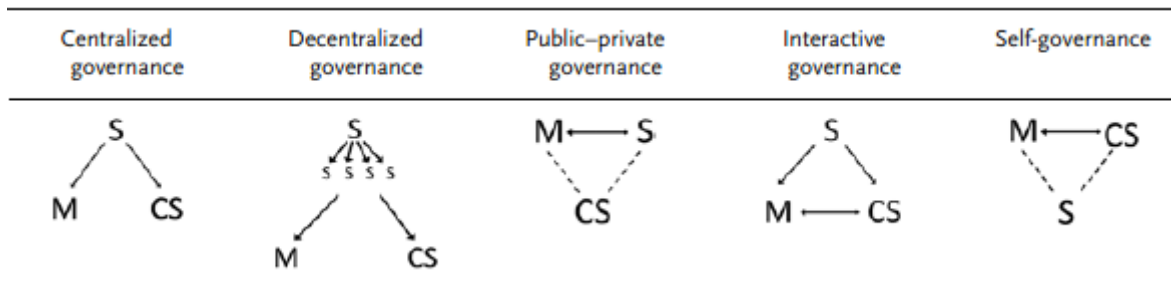 Centralized governance
Decentralized governance
Public–private governance
Interactive governance
Self-governance
S
M CS
S
S S S S
M CS
M S
CS
S
M CS
M CS
S